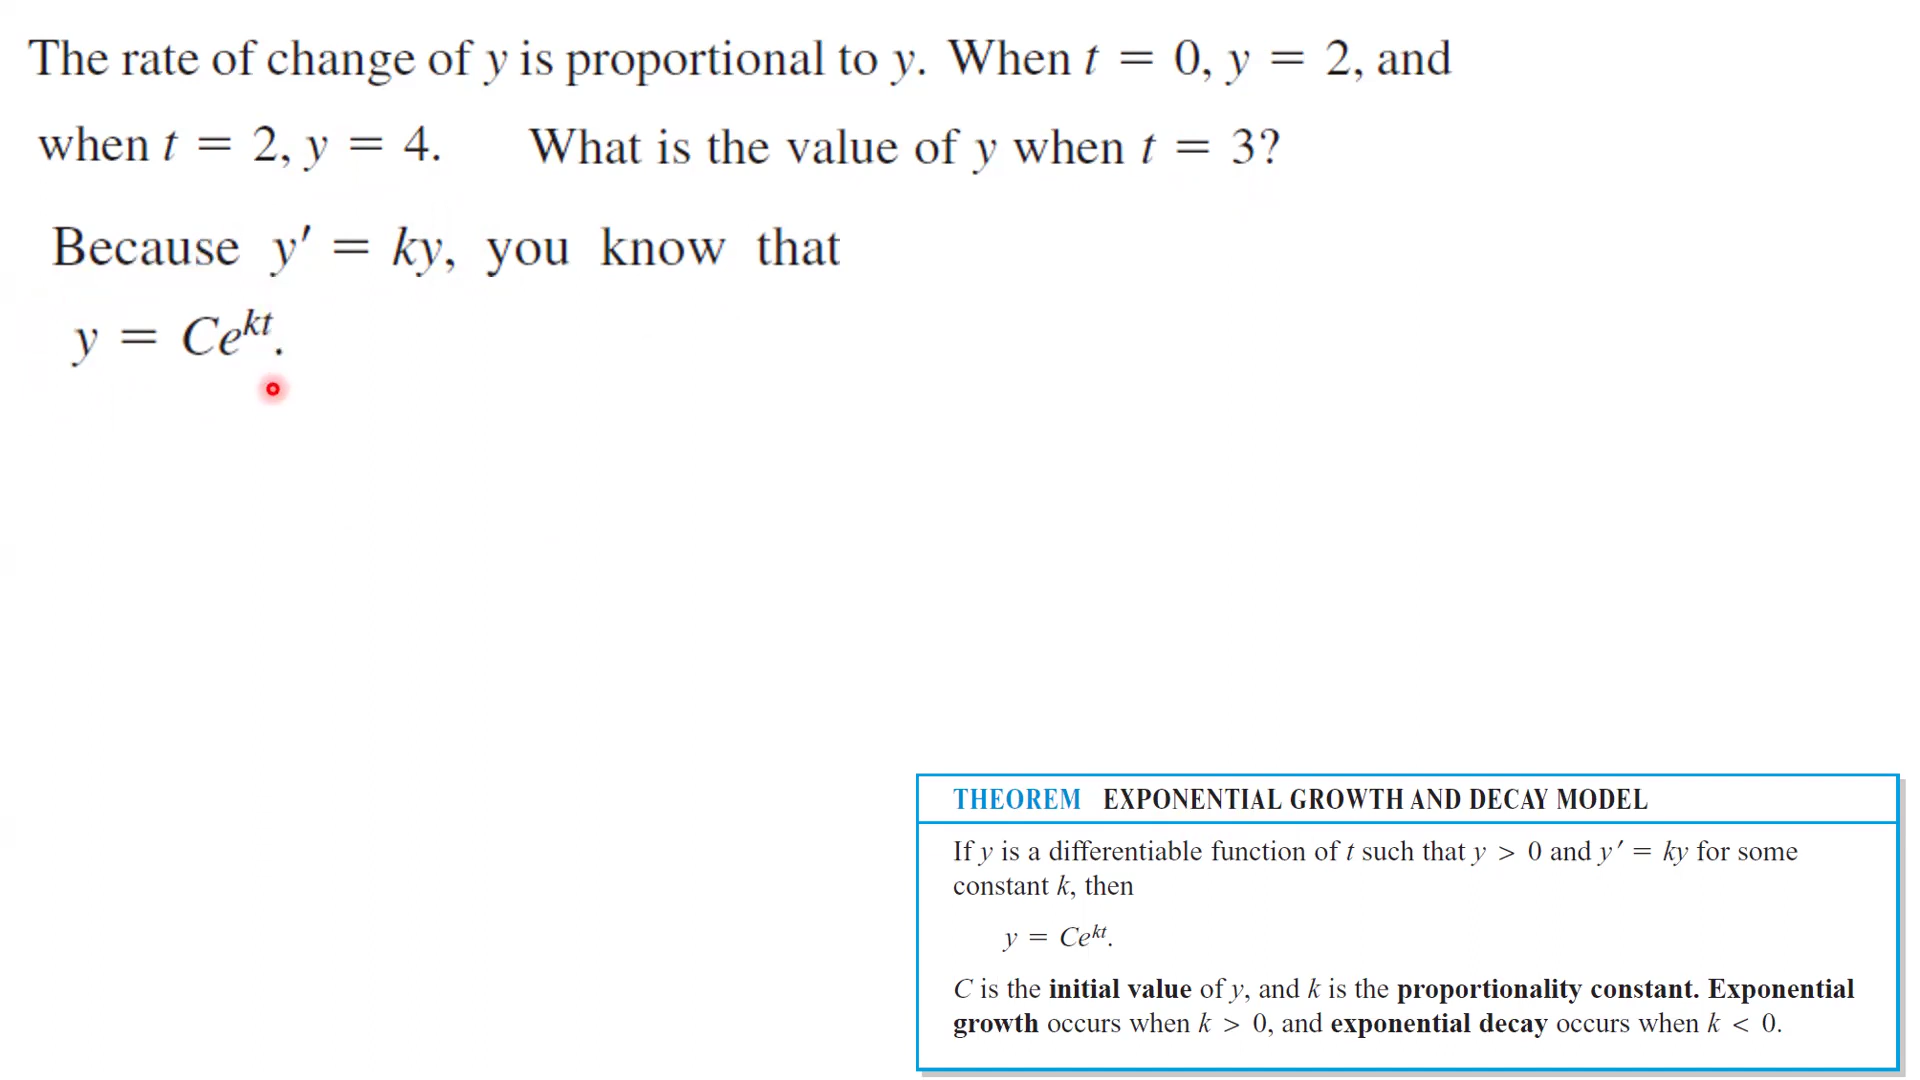 The rate of change of y is proportional to y. When t = 0, y = 2, and
when t = 2, y = 4. What is the value of y when t = 3?
Because y′ = ky, you know that
y = Ce^{kt}.
THEOREM EXPONENTIAL GROWTH AND DECAY MODEL
If y is a differentiable function of t such that y > 0 and y′ = ky for some
constant k, then
y = Ce^{kt}.
C is the initial value of y, and k is the proportionality constant. Exponential
growth occurs when k > 0, and exponential decay occurs when k < 0.